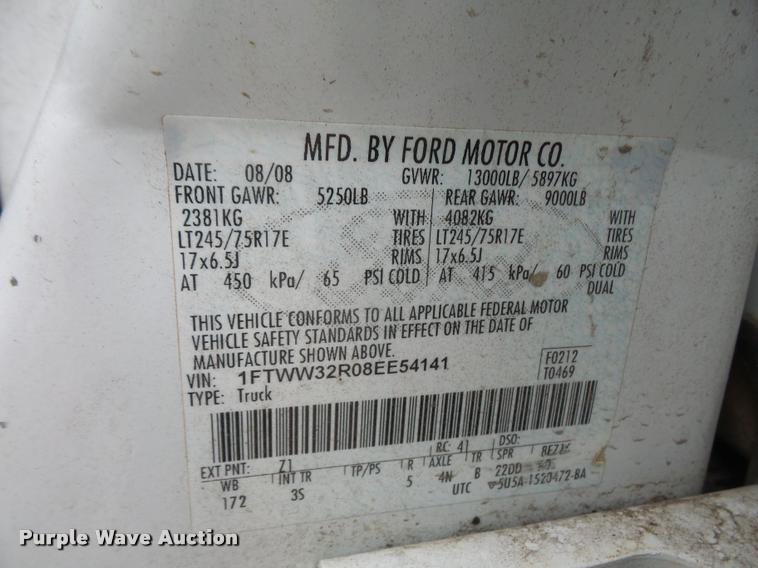 MFD. BY FORD MOTOR CO.
DATE: 08/08 GVWR: 13000LB/ 5897KG
FRONT GAWR: 5250LB REAR GAWR: 9000LB
2381KG WITH 4082KG WITH
LT245/75R17E TIRES LT245/75R17E TIRES
17x6.5J RIMS 17x6.5J RIMS
AT 450 kPa/ 65 PSI COLD AT 415 kPa/ 60 PSI COLD
DUAL
THIS VEHICLE CONFORMS TO ALL APPLICABLE FEDERAL MOTOR
VEHICLE SAFETY STANDARDS IN EFFECT ON THE DATE OF
MANUFACTURE SHOWN ABOVE.
VIN: 1FTWW32R08EE54141 F0212
TYPE: Truck T0469
RC: 41 DSO:
EXT PNT: Z1
WB INT TR TP/PS R AXLE TR SPR
172 3S 5 4N B 22DD
UTC ▽5U5A-1520472-BA
Purple Wave Auction